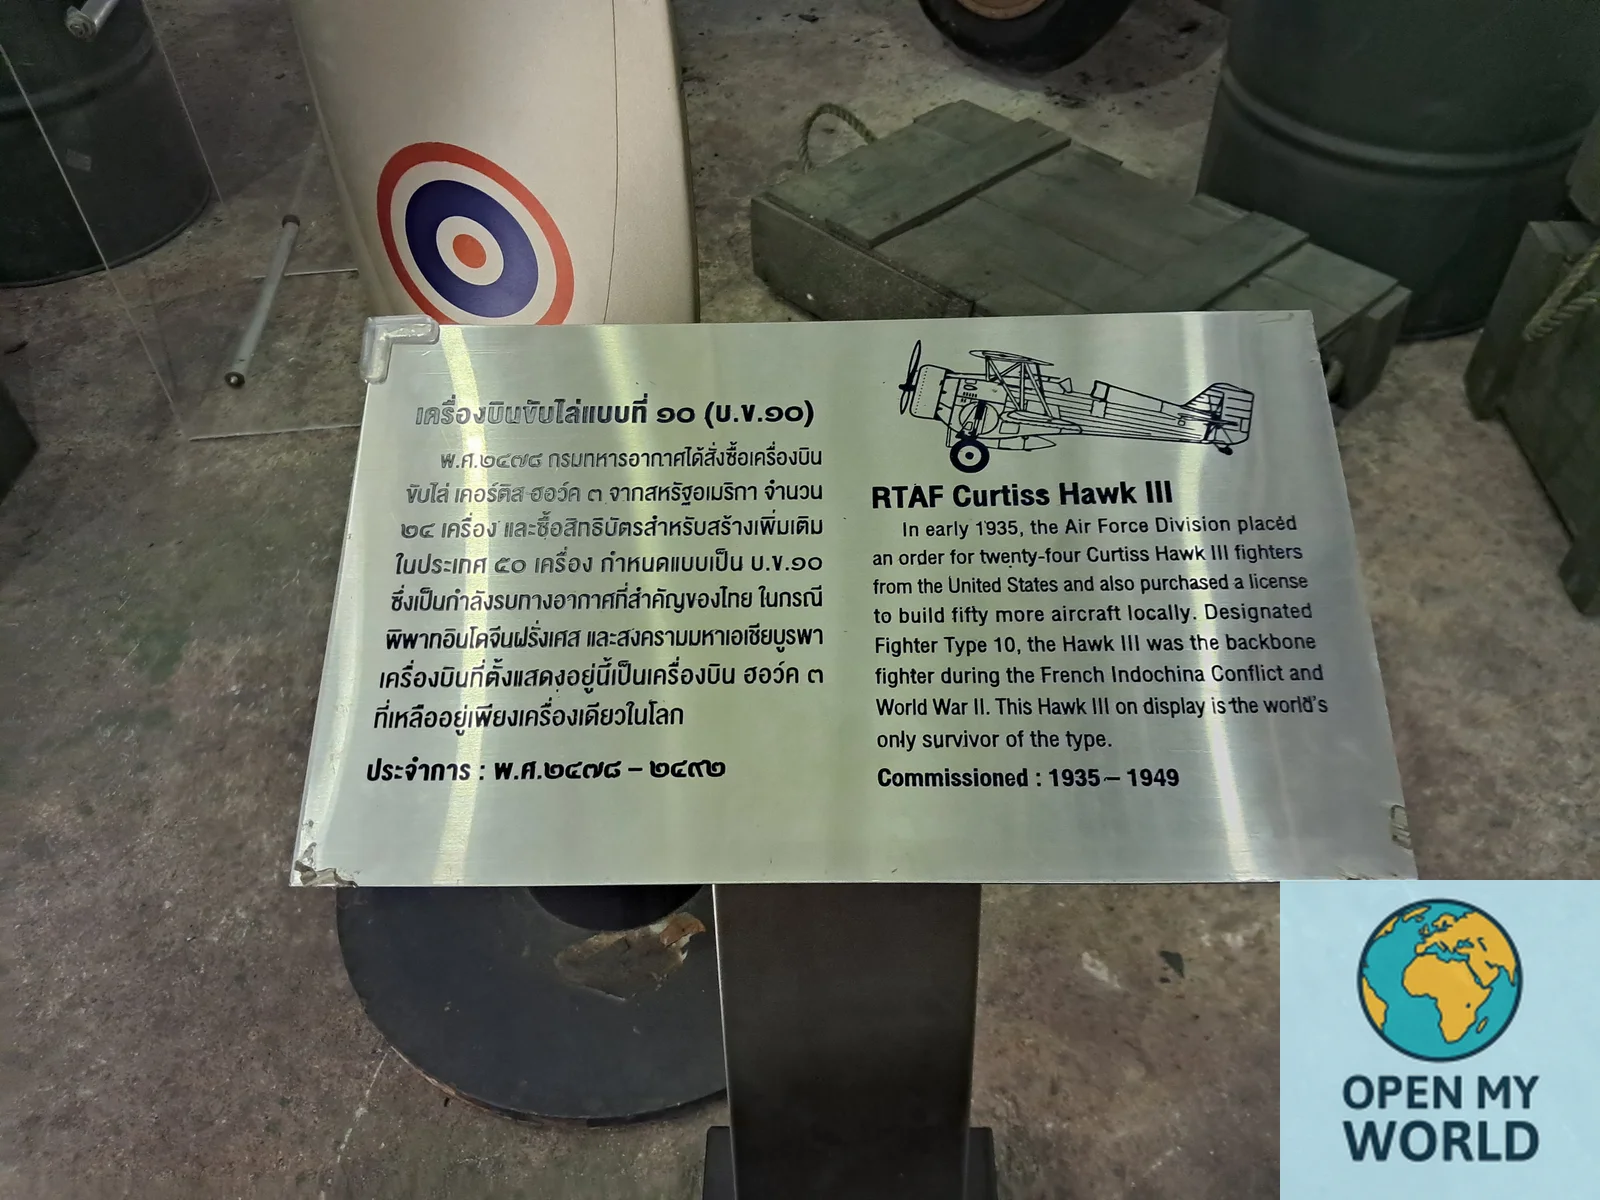 เครื่องบินขับไล่แบบที่ ๑๐ (บ.ข.๑๐)
พ.ศ.๒๔๗๘ กรมทหารอากาศได้สั่งซื้อเครื่องบิน
ขับไล่ เคอร์ติส ฮอว์ค ๓ จากสหรัฐอเมริกา จำนวน
๒๔ เครื่อง และซื้อสิทธิบัตรสำหรับสร้างเพิ่มเติม
ในประเทศ ๕๐ เครื่อง กำหนดแบบเป็น บ.ข.๑๐
ซึ่งเป็นกำลังรบทางอากาศที่สำคัญของไทย ในกรณี
พิพาทอินโดจีนฝรั่งเศส และสงครามมหาเอเชียบูรพา
เครื่องบินที่ตั้งแสดงอยู่นี้เป็นเครื่องบิน ฮอว์ค ๓
ที่เหลืออยู่เพียงเครื่องเดียวในโลก
ประจำการ : พ.ศ.๒๔๗๘ – ๒๔๙๒
RTAF Curtiss Hawk III
In early 1935, the Air Force Division placed
an order for twenty-four Curtiss Hawk III fighters
from the United States and also purchased a license
to build fifty more aircraft locally. Designated
Fighter Type 10, the Hawk III was the backbone
fighter during the French Indochina Conflict and
World War II. This Hawk III on display is the world's
only survivor of the type.
Commissioned : 1935 – 1949
OPEN MY
WORLD